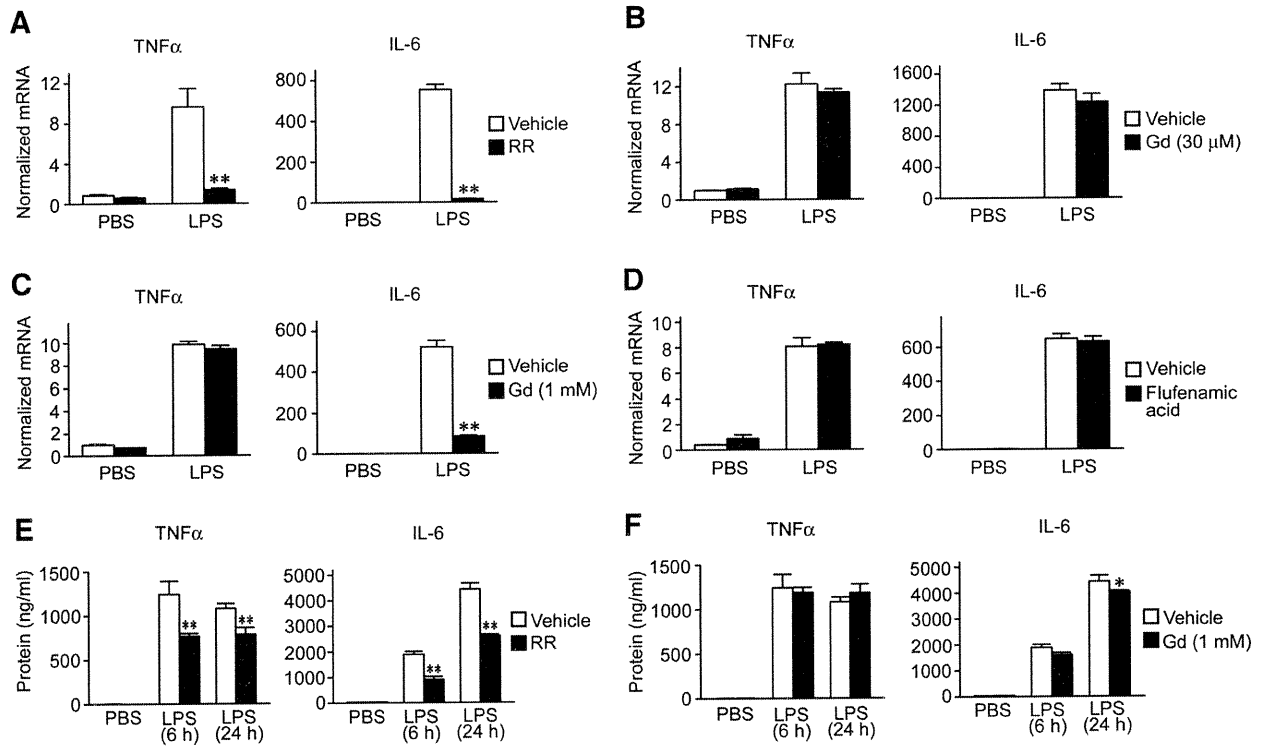 A
TNFα
IL-6
Normalized mRNA
12
8
4
0
**
PBS
LPS
800
400
200
0
**
PBS
LPS
Vehicle
RR
B
TNFα
IL-6
Normalized mRNA
12
8
4
0
PBS
LPS
1600
1200
800
400
0
PBS
LPS
Vehicle
Gd (30 μM)
C
TNFα
IL-6
Normalized mRNA
10
8
6
4
2
0
PBS
LPS
600
400
200
0
**
PBS
LPS
Vehicle
Gd (1 mM)
D
TNFα
IL-6
Normalized mRNA
10
8
6
4
2
0
PBS
LPS
600
400
200
0
PBS
LPS
Vehicle
Flufenamic
acid
E
TNFα
IL-6
Protein (ng/ml)
1500
1000
500
0
**
**
PBS
LPS
(6 h)
LPS
(24 h)
5000
4000
3000
2000
1000
0
**
**
PBS
LPS
(6 h)
LPS
(24 h)
Vehicle
RR
F
TNFα
IL-6
Protein (ng/ml)
1500
1000
500
0
PBS
LPS
(6 h)
LPS
(24 h)
5000
4000
3000
2000
1000
0
*
PBS
LPS
(6 h)
LPS
(24 h)
Vehicle
Gd (1 mM)